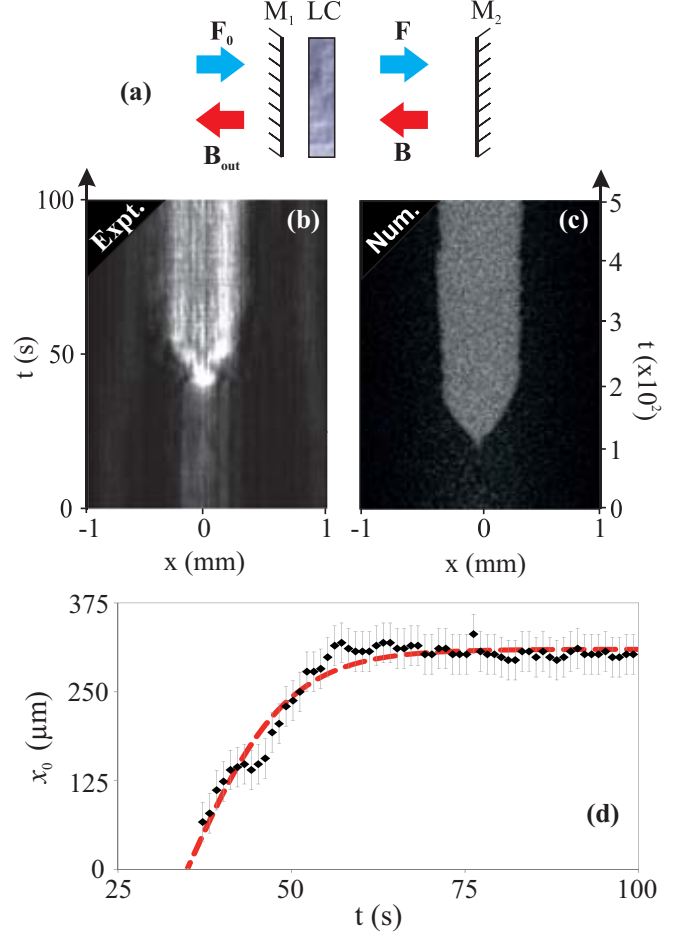 M1 LC M2
F0 F
(a)
Bout B
Expt. (b)
100
50
0
t (s)
-1 0 1
x (mm)
Num. (c)
5
4
3
2
1
0
t (x10²)
-1 0 1
x (mm)
375
250
125
0
x0 (μm)
(d)
25 50 75 100
t (s)